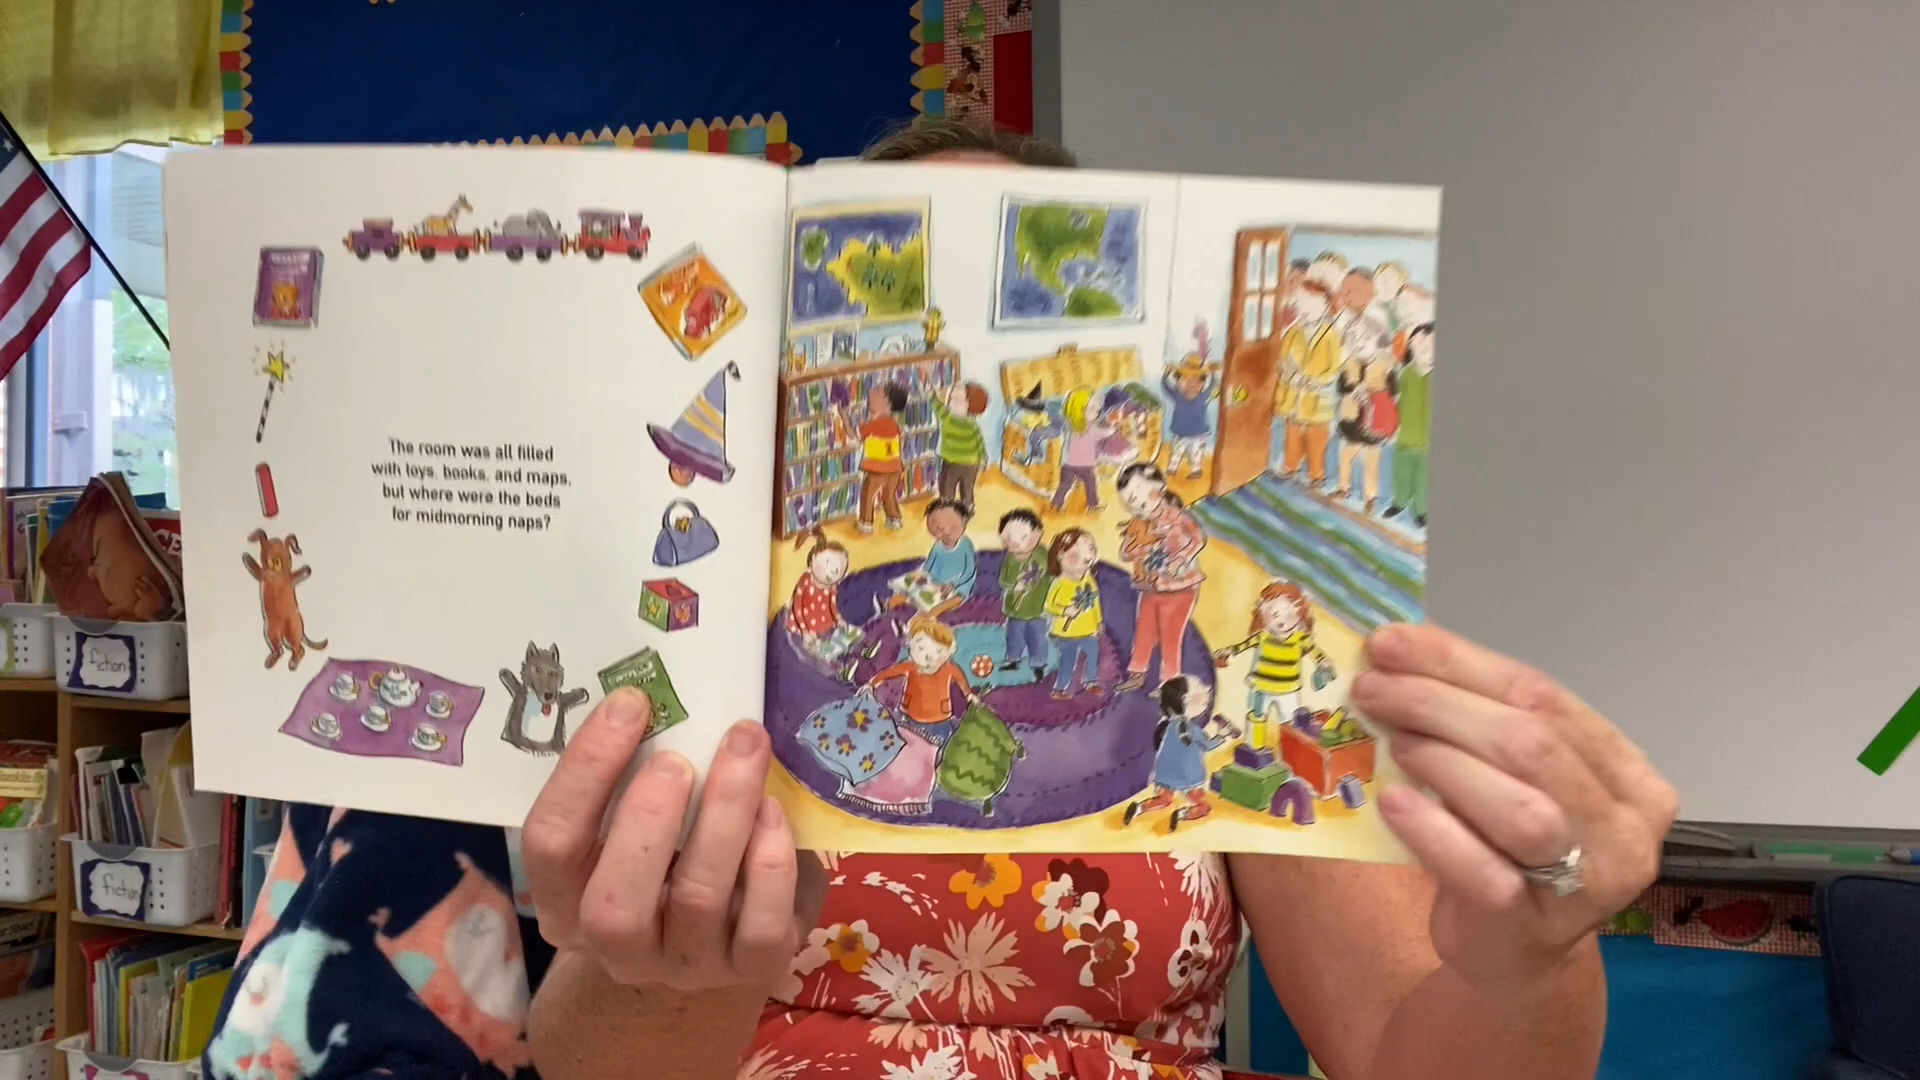 The room was all filled
with toys, books, and maps,
but where were the beds
for midmorning naps?
fiction
fiction